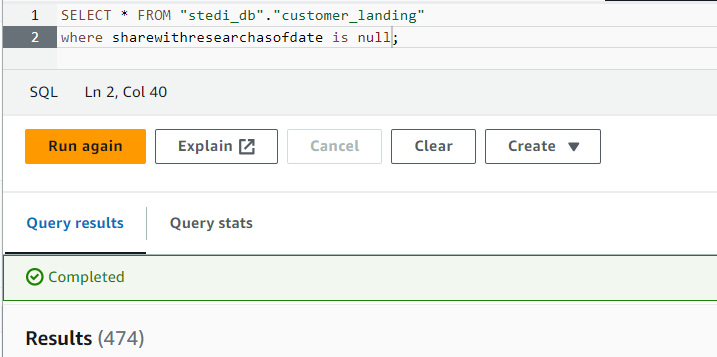 1 SELECT * FROM "stedi_db"."customer_landing"
2 where sharewithresearchasofdate is null;
SQL Ln 2, Col 40
Run again Explain Cancel Clear Create
Query results Query stats
Completed
Results (474)